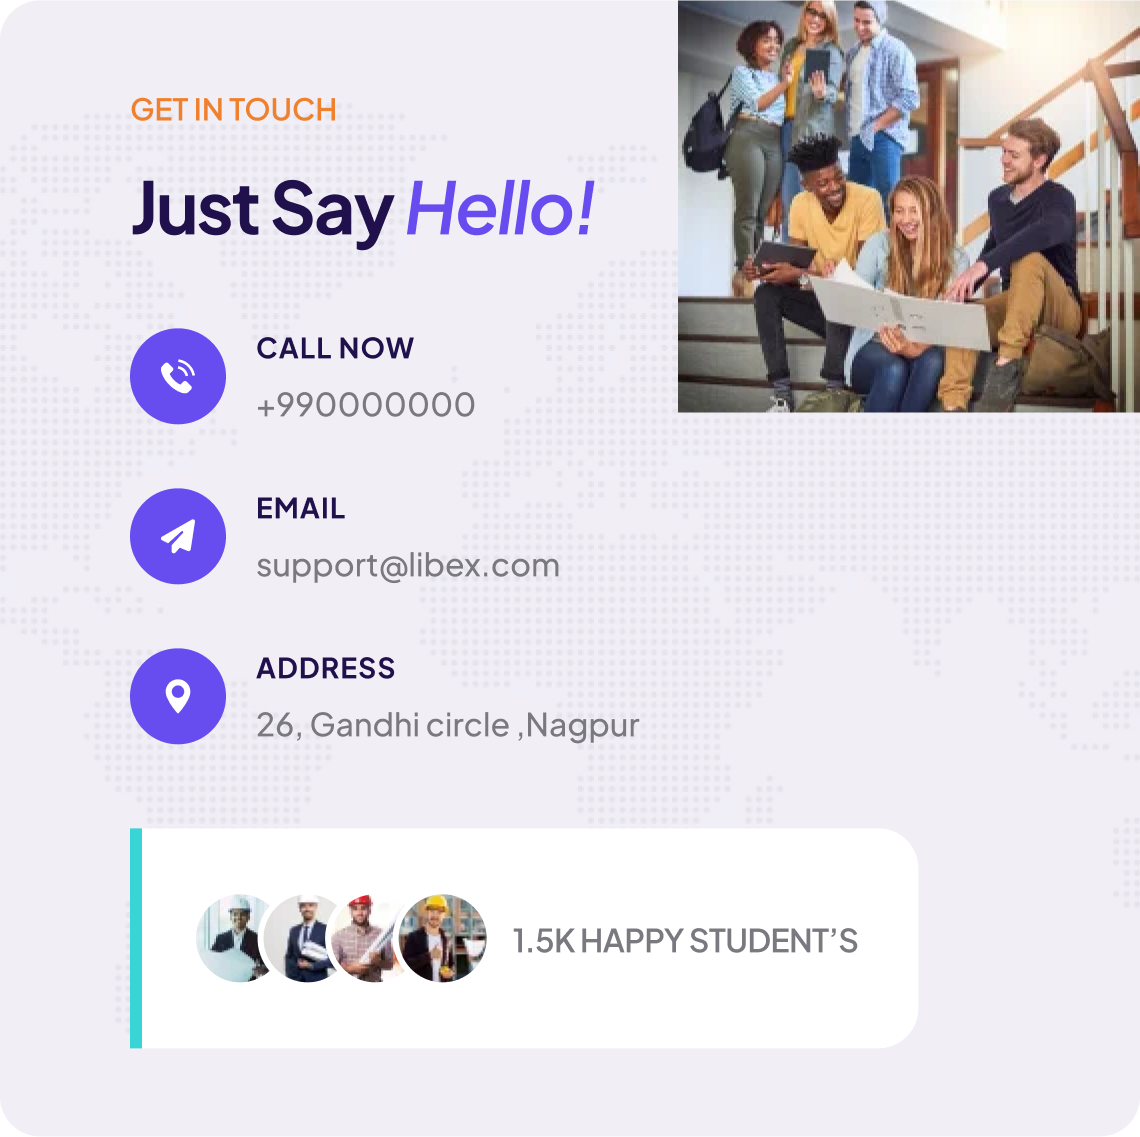 GET IN TOUCH
Just Say Hello!
CALL NOW
+990000000
EMAIL
support@libex.com
ADDRESS
26, Gandhi circle ,Nagpur
1.5K HAPPY STUDENT’S